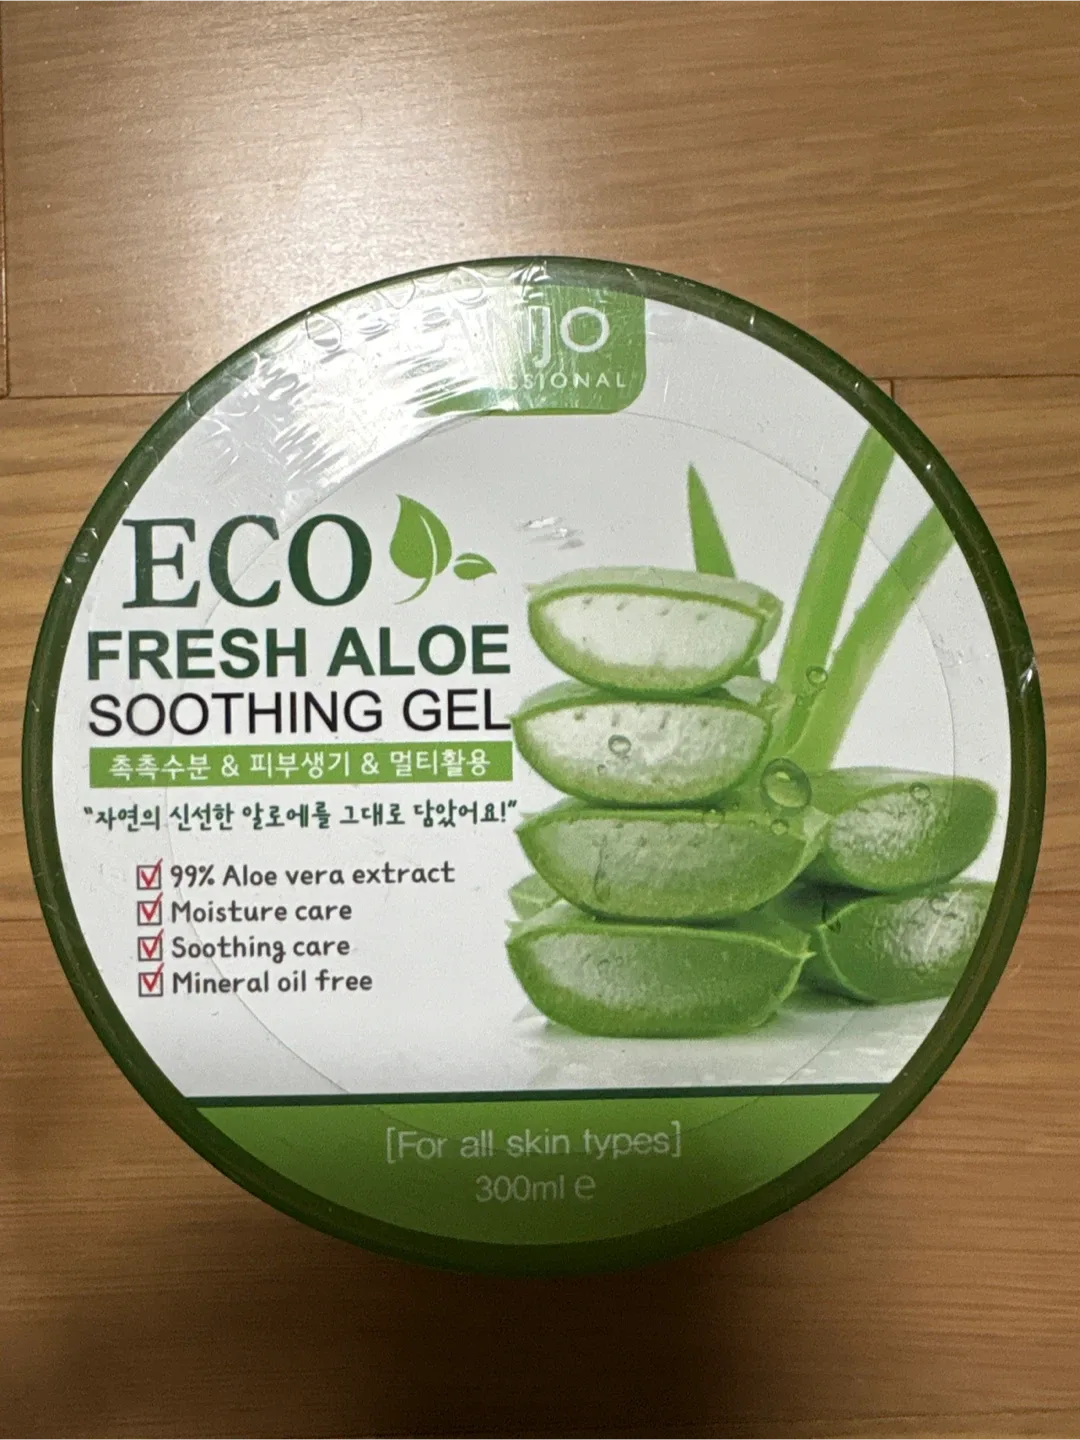 ECO
FRESH ALOE
SOOTHING GEL
촉촉수분 & 피부생기 & 멀티활용
"자연의 신선한 알로에를 그대로 담았어요!"
99% Aloe vera extract
Moisture care
Soothing care
Mineral oil free
[For all skin types]
300ml ℮